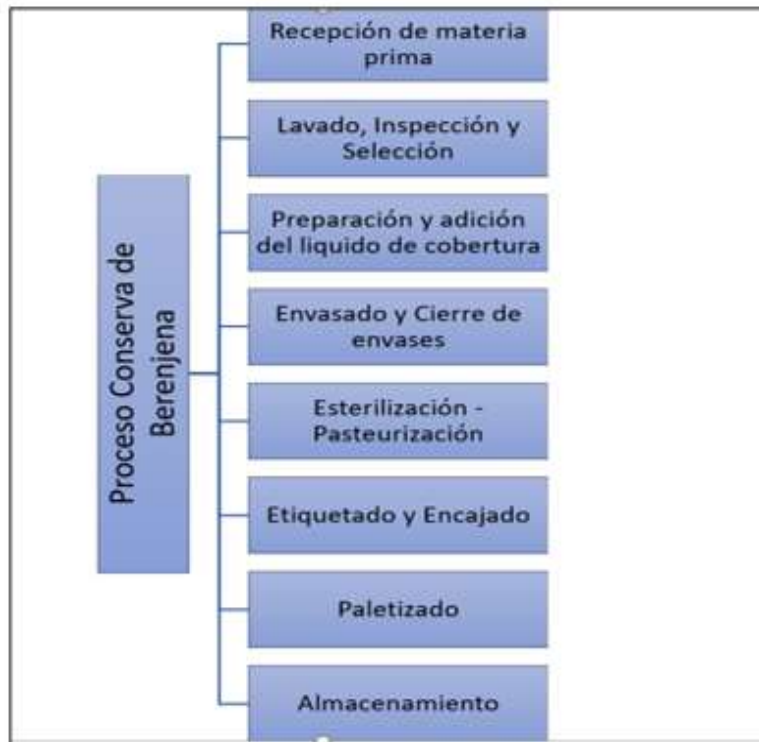 Proceso Conserva de
Berenjena
Recepción de materia
prima
Lavado, Inspección y
Selección
Preparación y adición
del liquido de cobertura
Envasado y Cierre de
envases
Esterilización -
Pasteurización
Etiquetado y Encajado
Paletizado
Almacenamiento